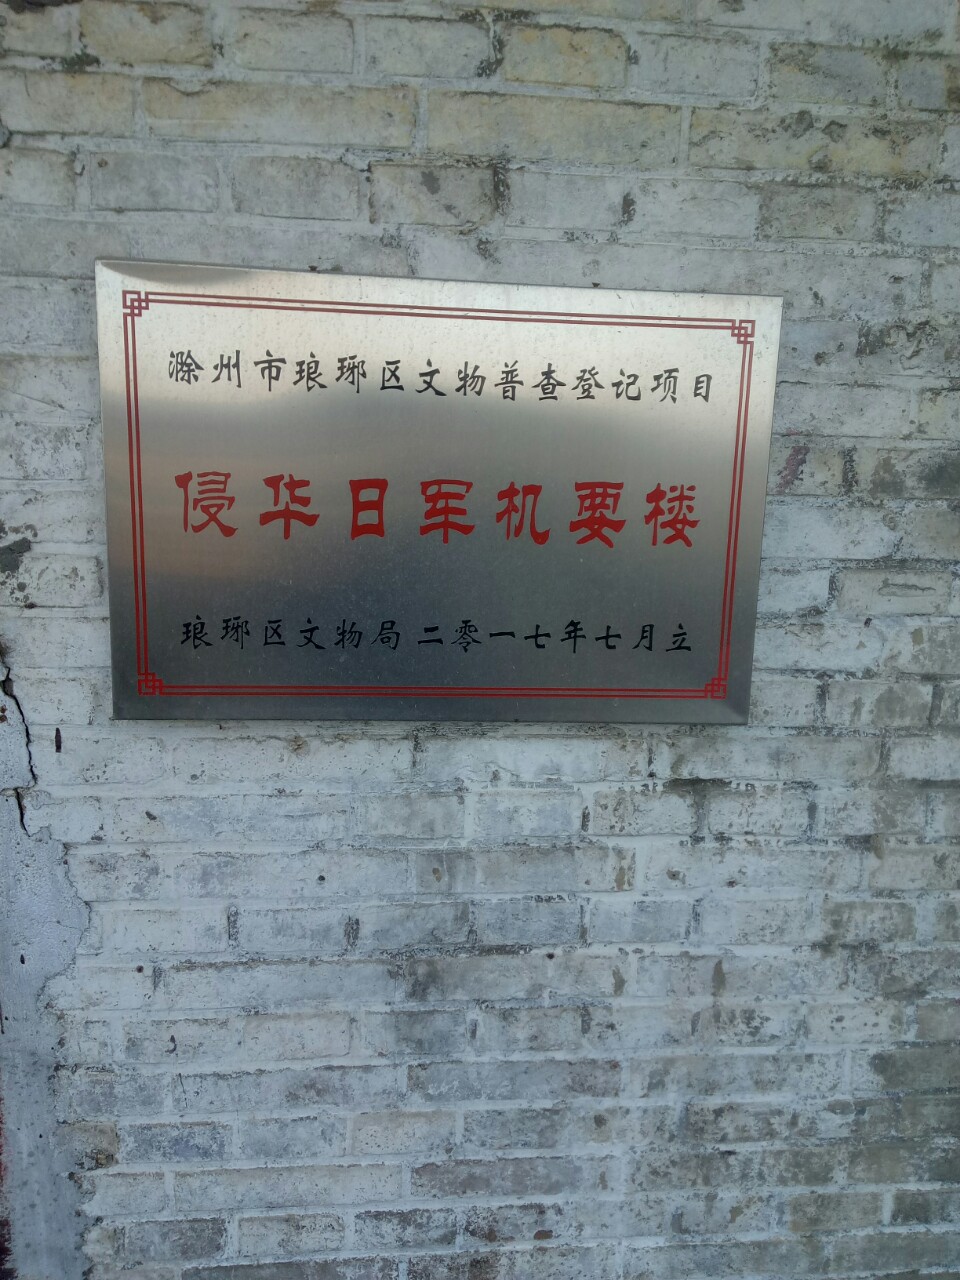 滁州市琅琊区文物普查登记项目
侵华日军机要楼
琅琊区文物局 二零一七年七月立